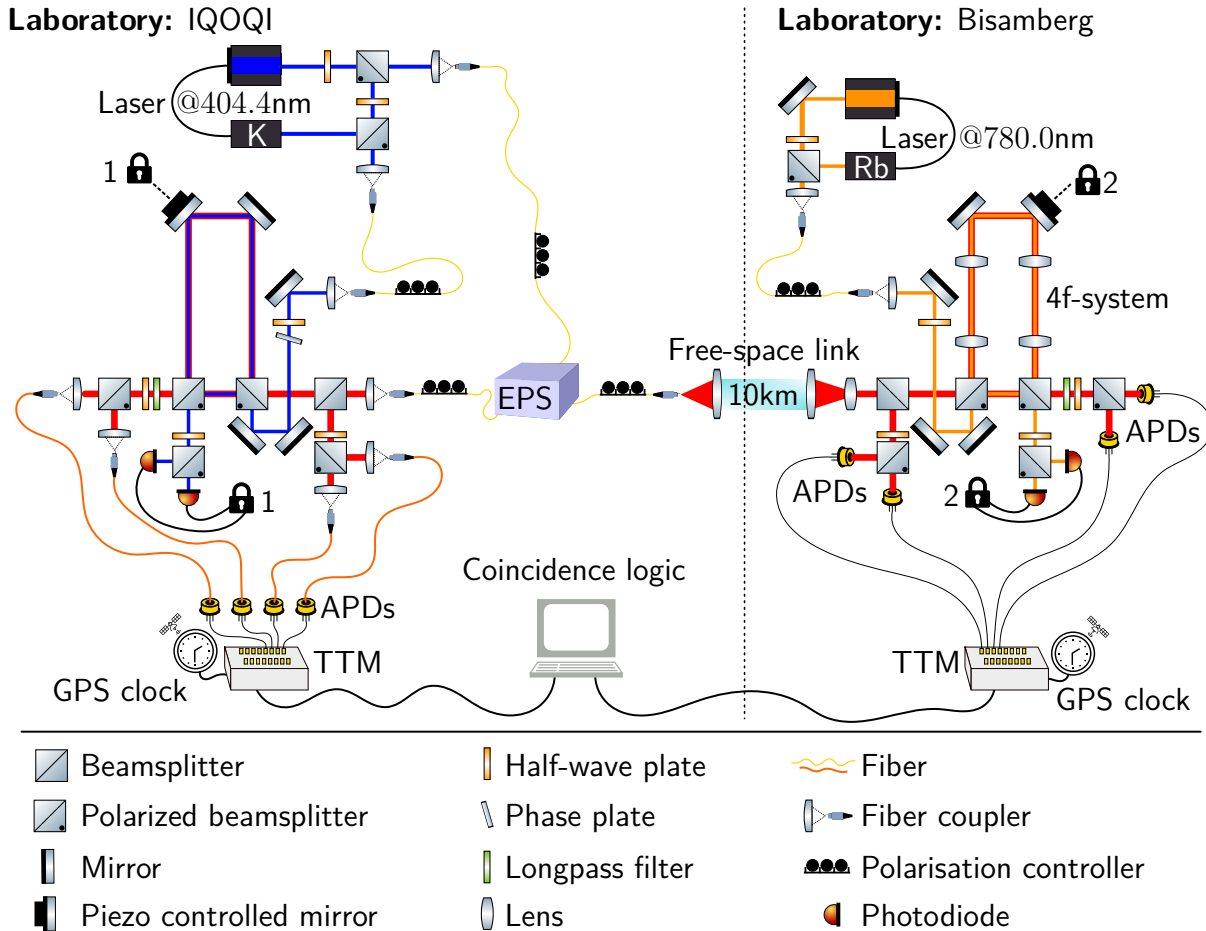 Laboratory: IQOQI
Laboratory: Bisamberg
Laser @404.4nm
K
Laser @780.0nm
Rb
1
2
4f-system
Free-space link
10km
EPS
APDs
APDs
1
2
Coincidence logic
APDs
TTM
GPS clock
TTM
GPS clock
Beamsplitter
Half-wave plate
Fiber
Polarized beamsplitter
Phase plate
Fiber coupler
Mirror
Longpass filter
Polarisation controller
Piezo controlled mirror
Lens
Photodiode